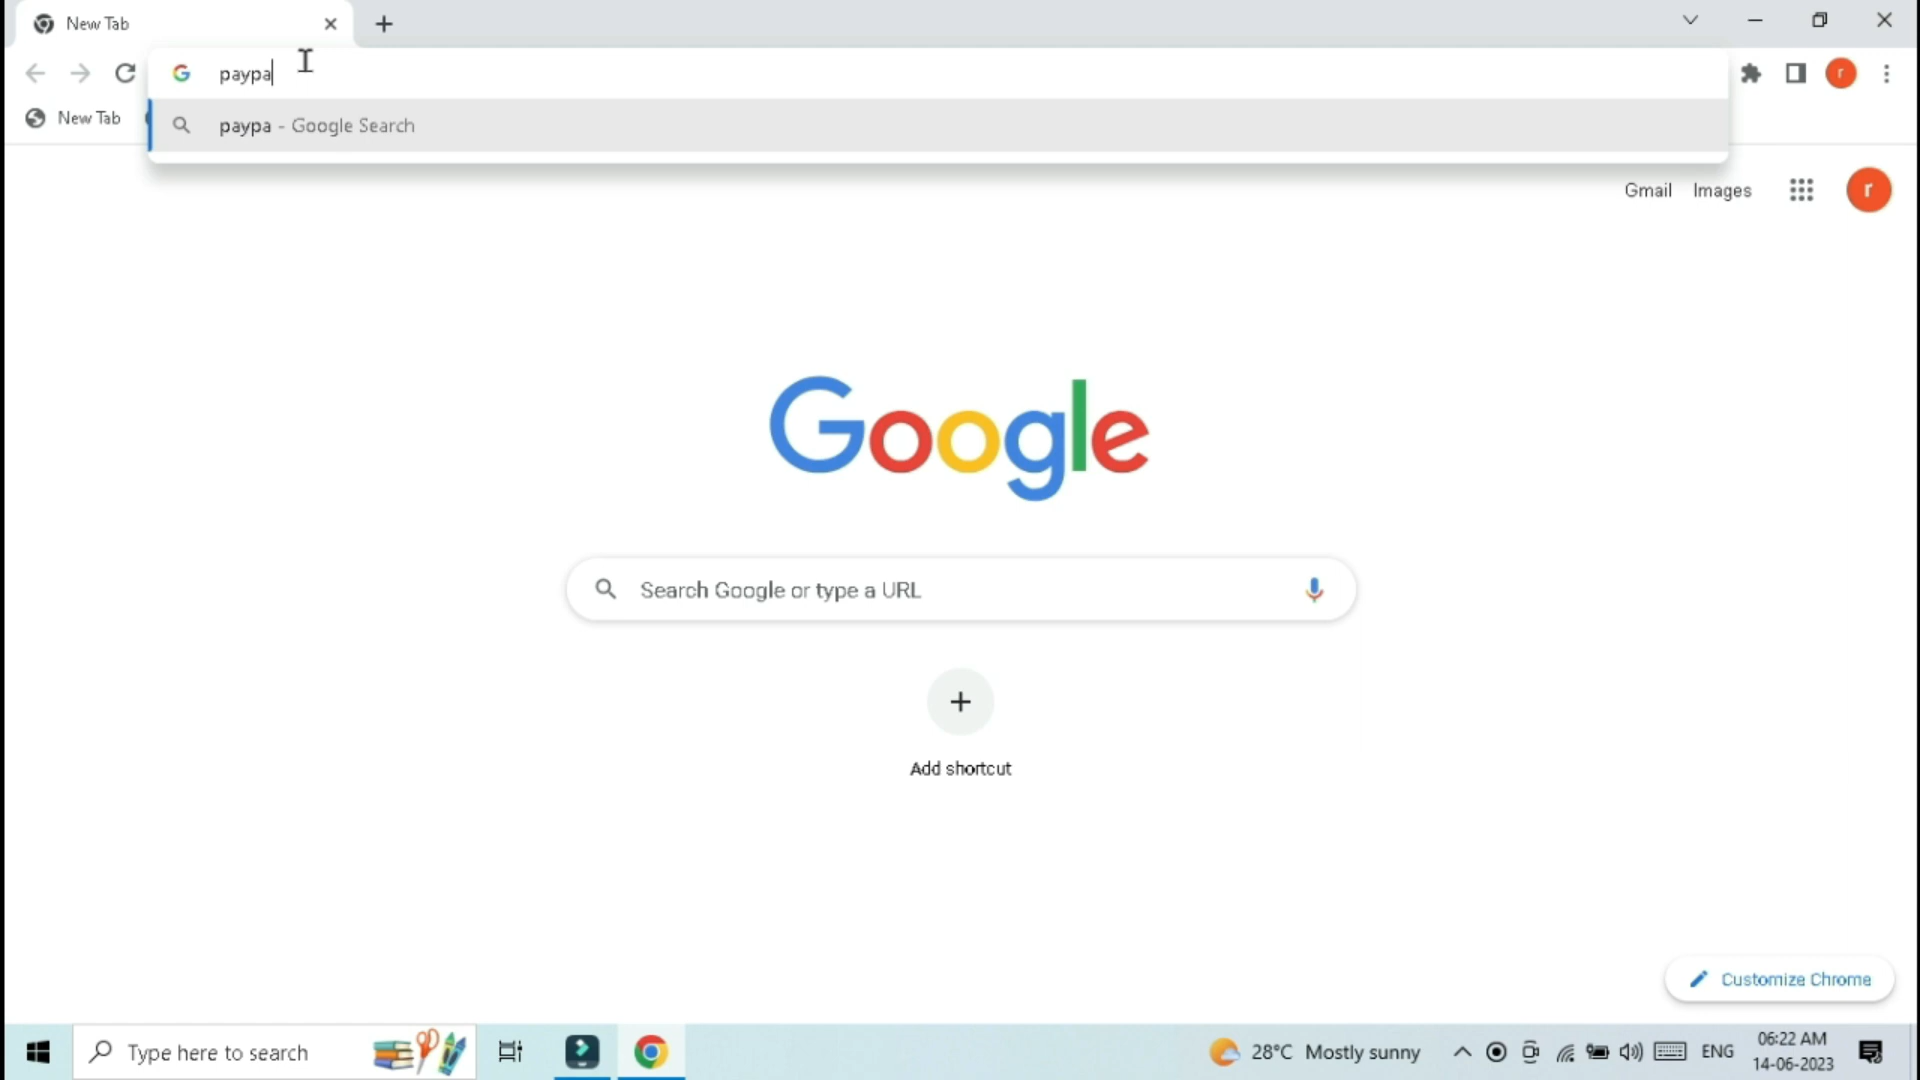 New Tab
paypa
New Tab
paypa - Google Search
Gmail Images
r
r
Google
Search Google or type a URL
Add shortcut
Customize Chrome
Type here to search
28°C Mostly sunny
ENG
06:22 AM
14-06-2023